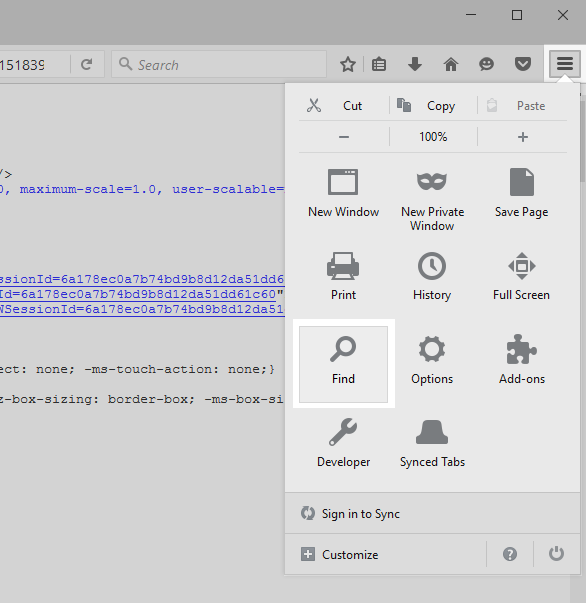 151839
Search
Cut Copy Paste
100%
/>
0, maximum-scale=1.0, user-scalable=
New Window New Private Window Save Page
ssionId=6a178ec0a7b74bd9b8d12da51dd6
Id=6a178ec0a7b74bd9b8d12da51dd61c60"
WSessionId=6a178ec0a7b74bd9b8d12da51
Print History Full Screen
ect: none; -ms-touch-action: none;}
Find Options Add-ons
z-box-sizing: border-box; -ms-box-si
Developer Synced Tabs
Sign in to Sync
Customize